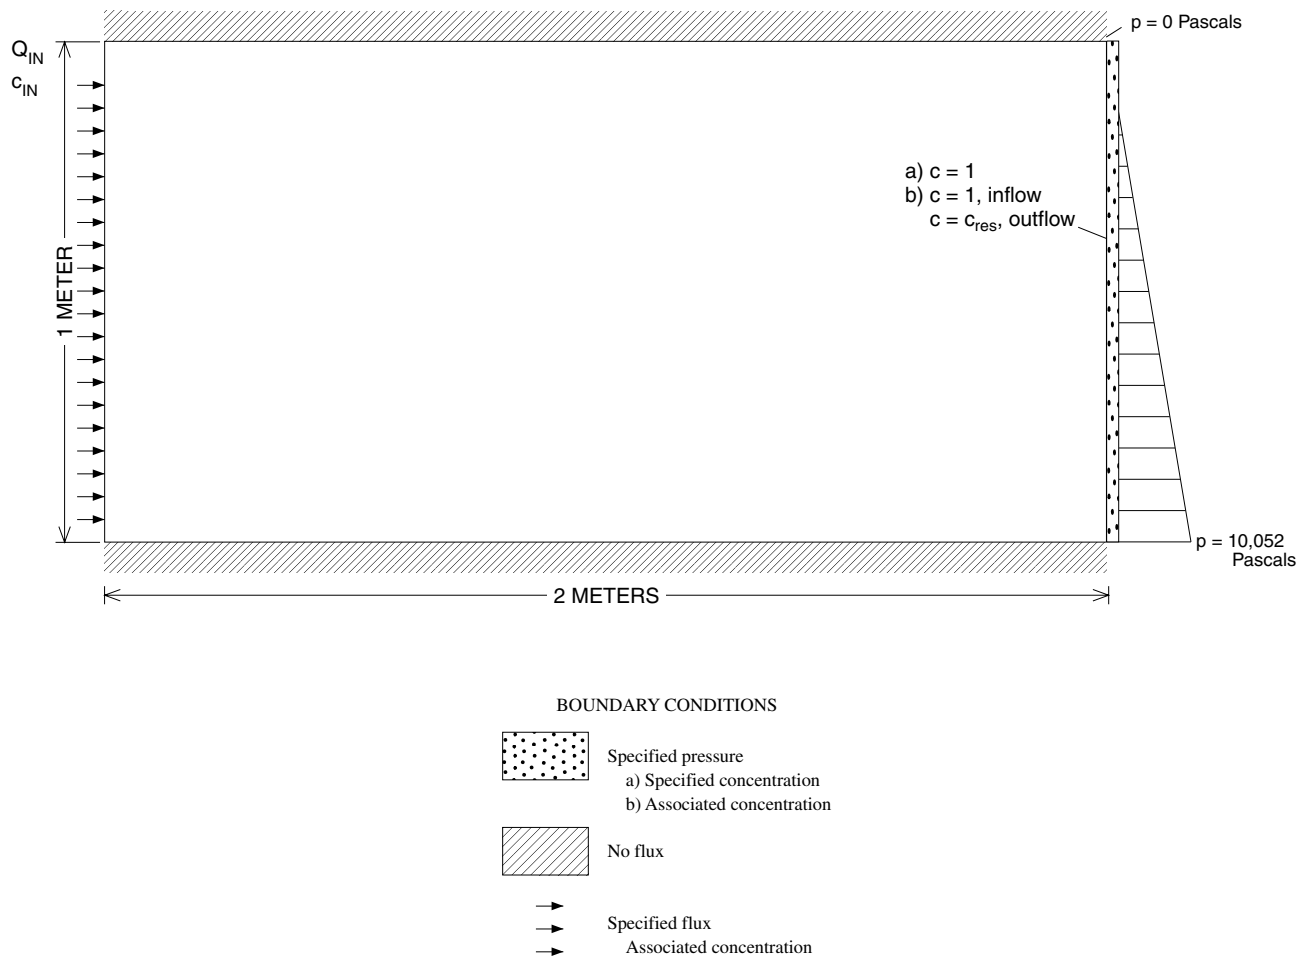 p = 0 Pascals
Q_IN
c_IN
1 METER
a) c = 1
b) c = 1, inflow
c = c_res, outflow
p = 10,052
Pascals
2 METERS
BOUNDARY CONDITIONS
Specified pressure
a) Specified concentration
b) Associated concentration
No flux
Specified flux
Associated concentration